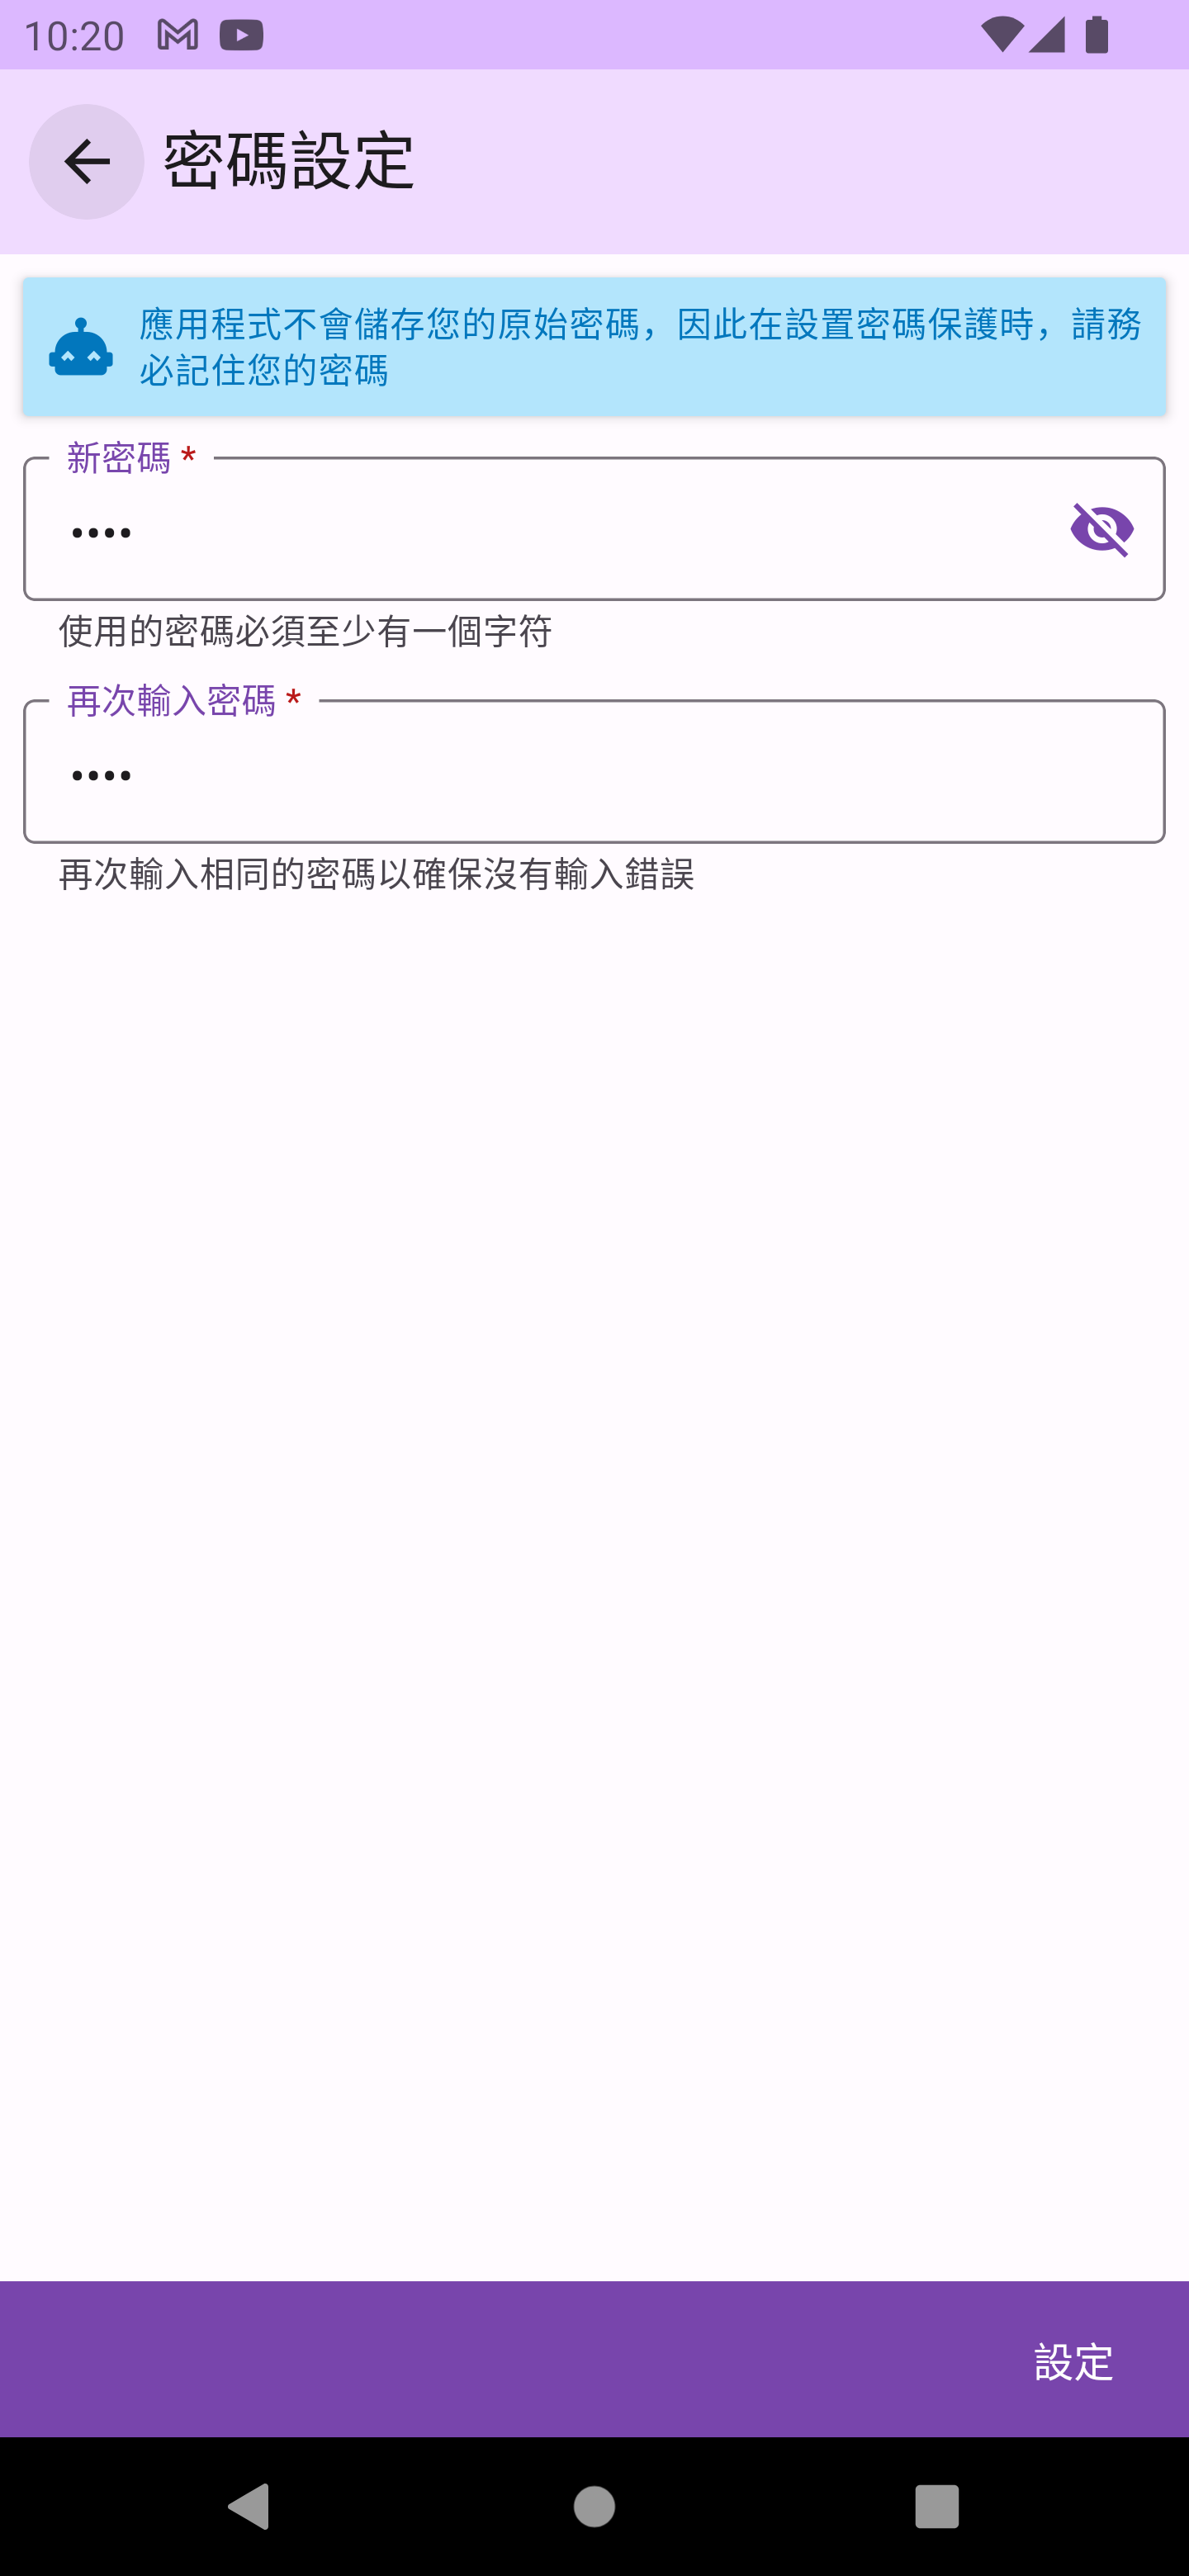 10:20
密碼設定
應用程式不會儲存您的原始密碼，因此在設置密碼保護時，請務
必記住您的密碼
新密碼 *
••••
使用的密碼必須至少有一個字符
再次輸入密碼 *
••••
再次輸入相同的密碼以確保沒有輸入錯誤
設定